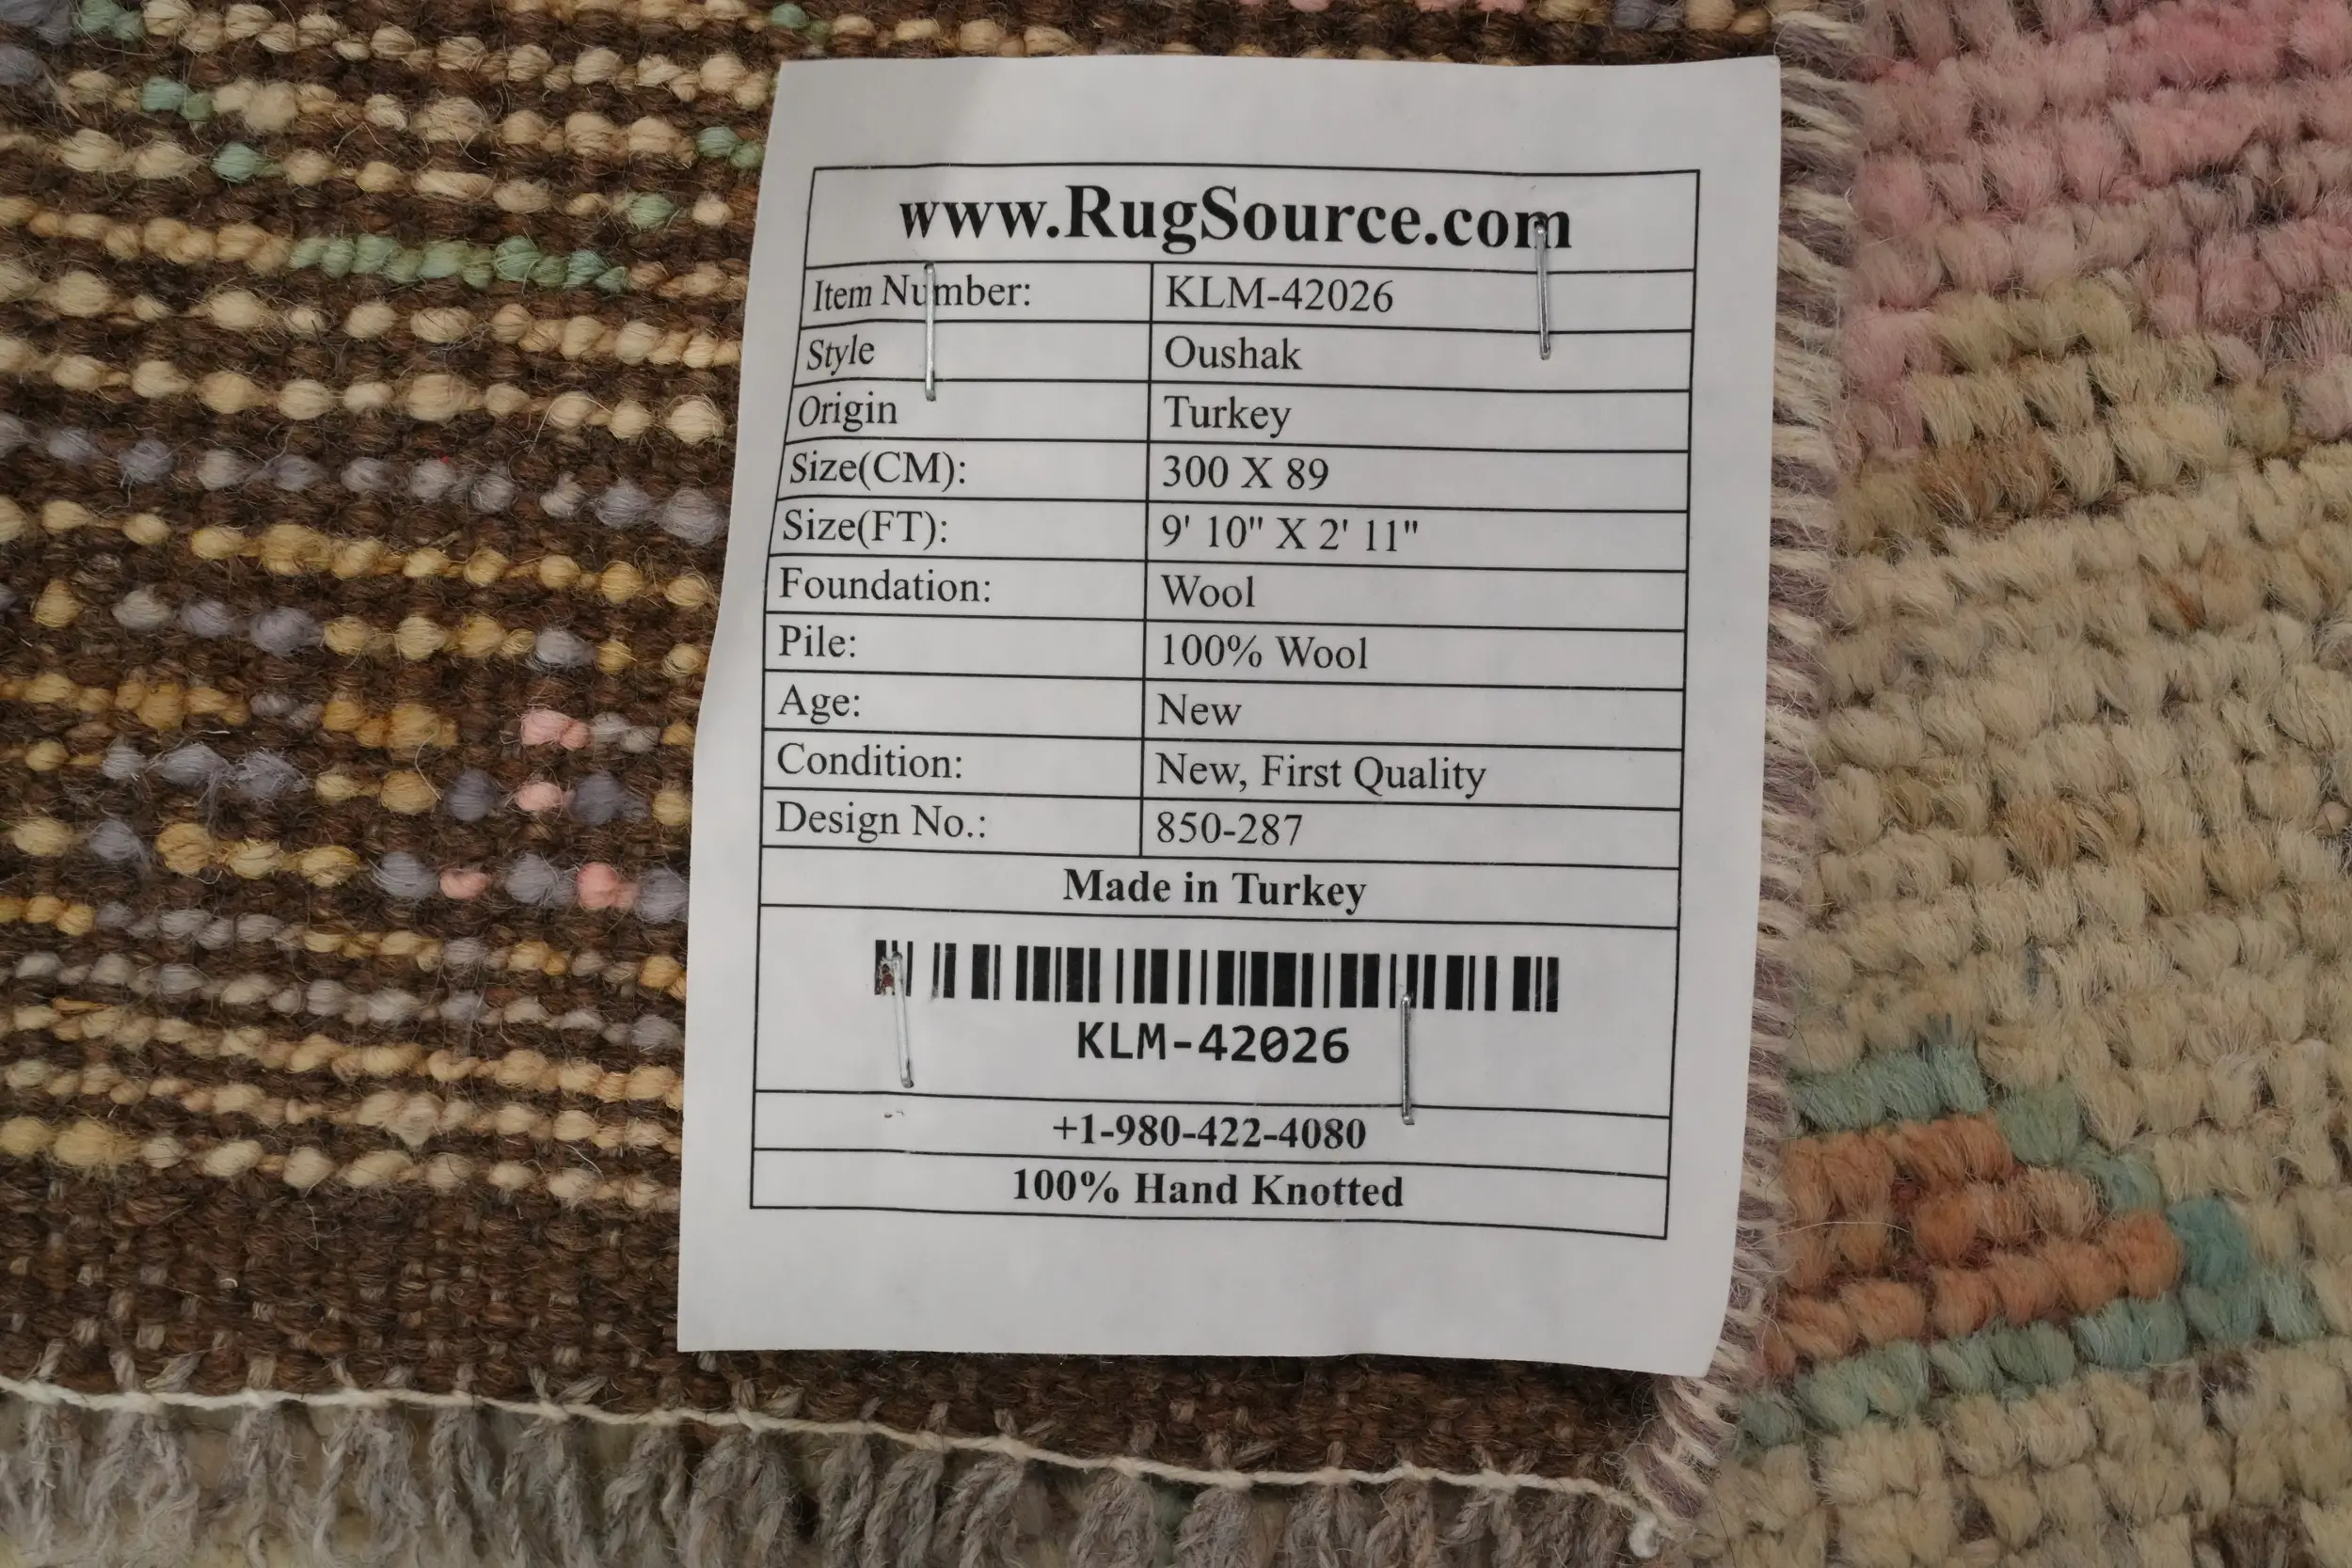 www.RugSource.com
Item Number: KLM-42026
Style Oushak
Origin Turkey
Size(CM): 300 X 89
Size(FT): 9' 10" X 2' 11"
Foundation: Wool
Pile: 100% Wool
Age: New
Condition: New, First Quality
Design No.: 850-287
Made in Turkey
KLM-42026
+1-980-422-4080
100% Hand Knotted